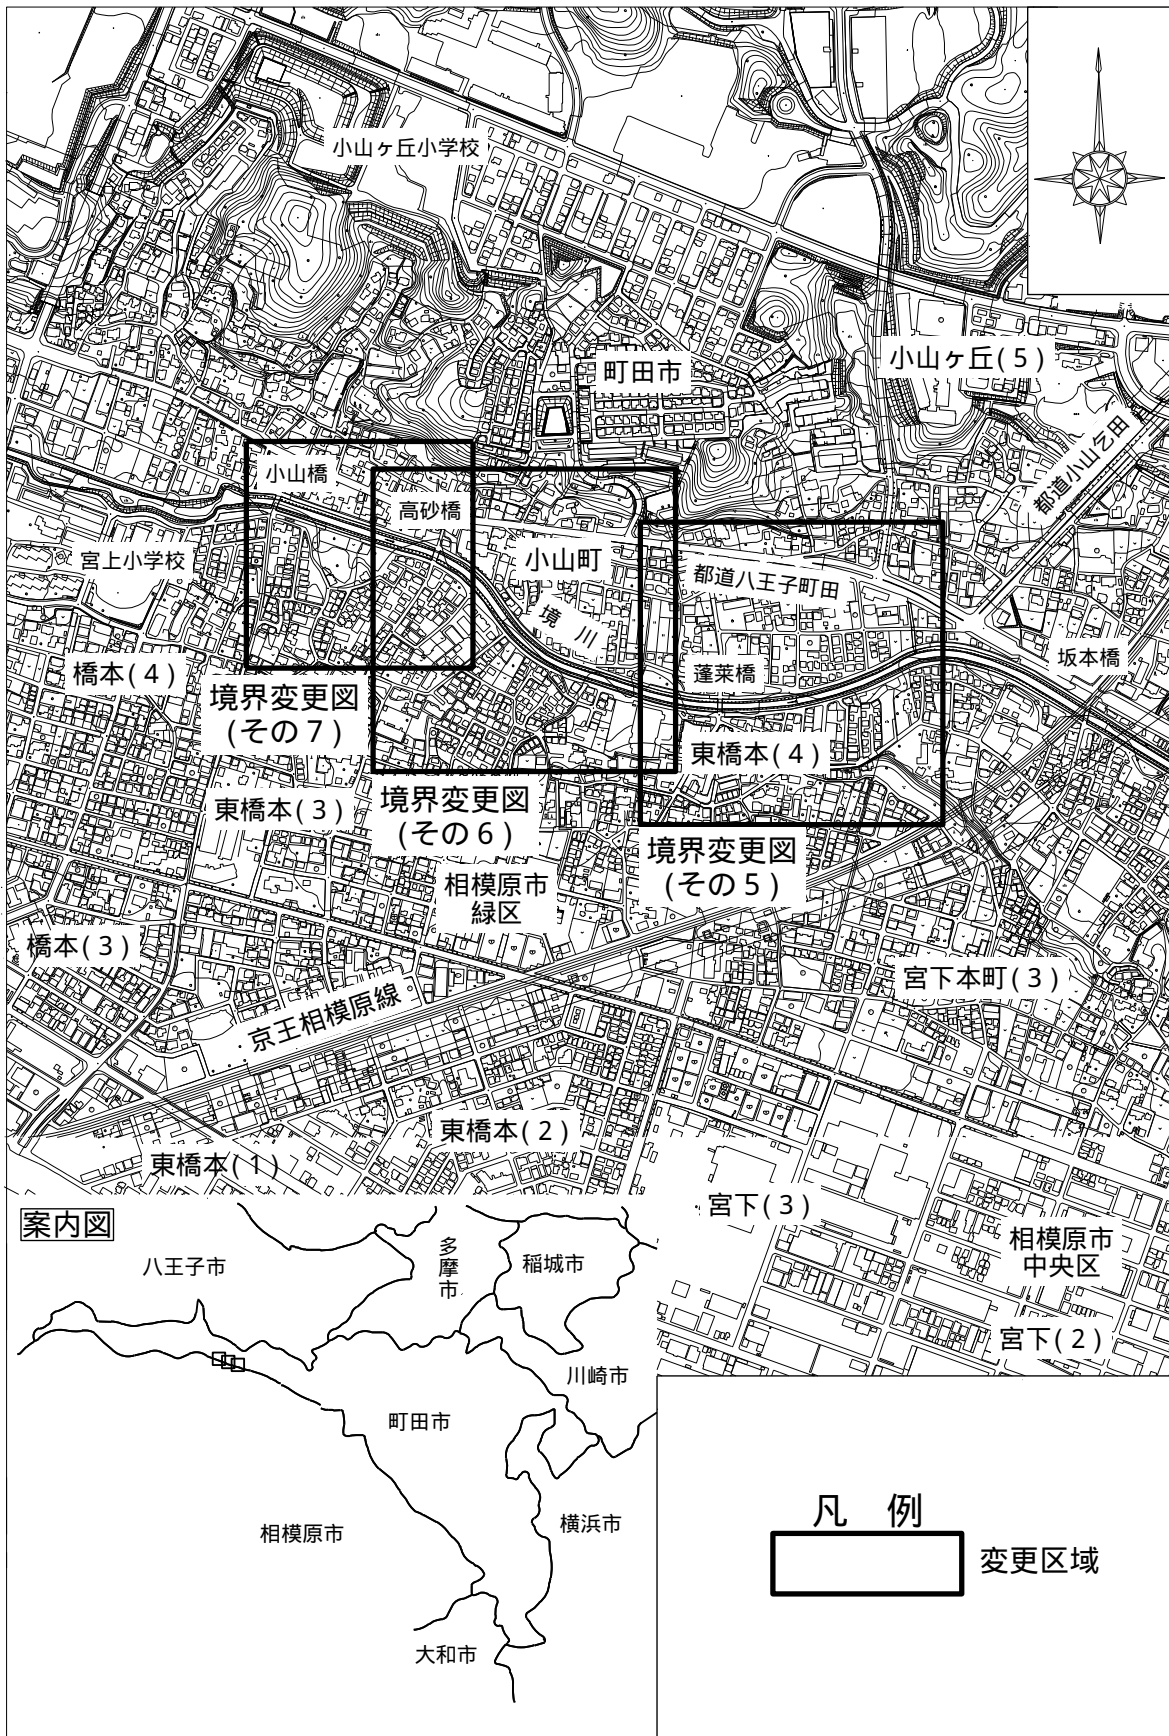 小山ヶ丘小学校
町田市
小山ヶ丘(5)
都道小山乞田
小山橋
高砂橋
宮上小学校
小山町
都道八王子町田
境 川
蓬莱橋
坂本橋
橋本(4)
境界変更図
(その7)
東橋本(4)
東橋本(3)
境界変更図
(その6)
境界変更図
(その5)
相模原市
緑区
橋本(3)
宮下本町(3)
京王相模原線
東橋本(2)
東橋本(1)
宮下(3)
相模原市
中央区
宮下(2)
案内図
八王子市
多摩市
稲城市
川崎市
町田市
相模原市
横浜市
大和市
凡 例
変更区域